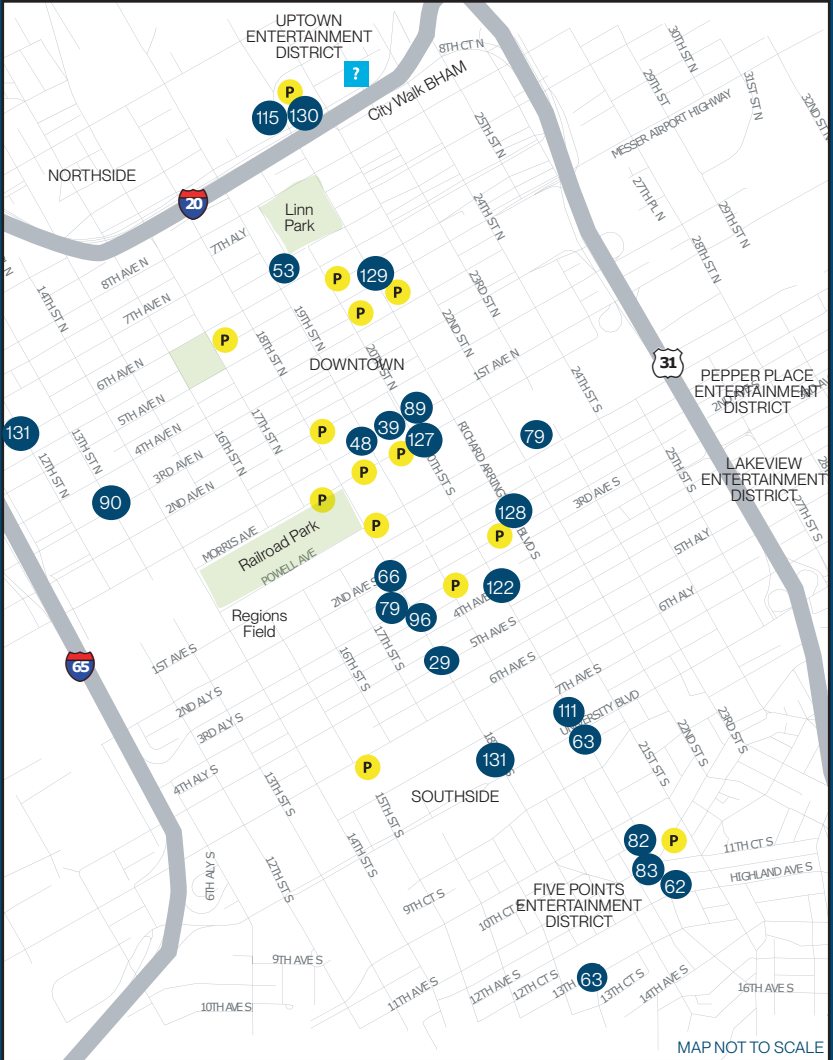 UPTOWN
ENTERTAINMENT
DISTRICT
?
8TH CT N
30TH ST N
29TH ST
31ST ST N
32ND ST N
P
115
130
City Walk BHAM
25TH ST N
MESSER AIRPORT HIGHWAY
NORTHSIDE
20
Linn
Park
27TH PL N
29TH ST N
24TH ST N
7TH ALY
28TH ST N
53
P
129
P
8TH AVE N
14TH ST N
23RD ST N
7TH AVE N
19TH ST N
P
22ND ST N
P
18TH ST N
20TH ST N
DOWNTOWN
1ST AVE N
31
6TH AVE N
24TH ST S
PEPPER PLACE
ENTERTAINMENT
DISTRICT
5TH AVE N
17TH ST N
89
131
13TH ST N
4TH AVE N
16TH ST N
P
48
39
127
P
79
RICHARD ARRING
BLVD S
12TH ST N
3RD AVE N
P
0TH ST S
25TH ST S
LAKEVIEW
ENTERTAINMENT
DISTRICT
90
2ND AVE N
P
3RD AVE S
27TH ST S
128
MORRIS AVE
Railroad Park
P
P
5TH ALY
POWELL AVE
66
2ND AVE S
P
122
79
96
4TH AVE
6TH ALY
Regions
Field
17TH ST S
5TH AVE S
1ST AVE S
16TH ST S
29
6TH AVE S
65
7TH AVE S
2ND ALY S
111
UNIVERSITY BLVD
3RD ALY S
63
22ND ST S
23RD ST S
18
S
131
21ST ST S
4TH ALY S
P
13TH ST S
SOUTHSIDE
15TH ST S
14TH ST S
82
P
11TH CT S
6TH ALY S
12TH ST S
83
HIGHLAND AVE S
62
9TH CT S
10TH CT S
FIVE POINTS
ENTERTAINMENT
DISTRICT
9TH AVE S
11TH AVE S
12TH AVE S
12TH CT S
13TH
63
13TH CT S
14TH AVE S
16TH AVE S
10TH AVE S
MAP NOT TO SCALE